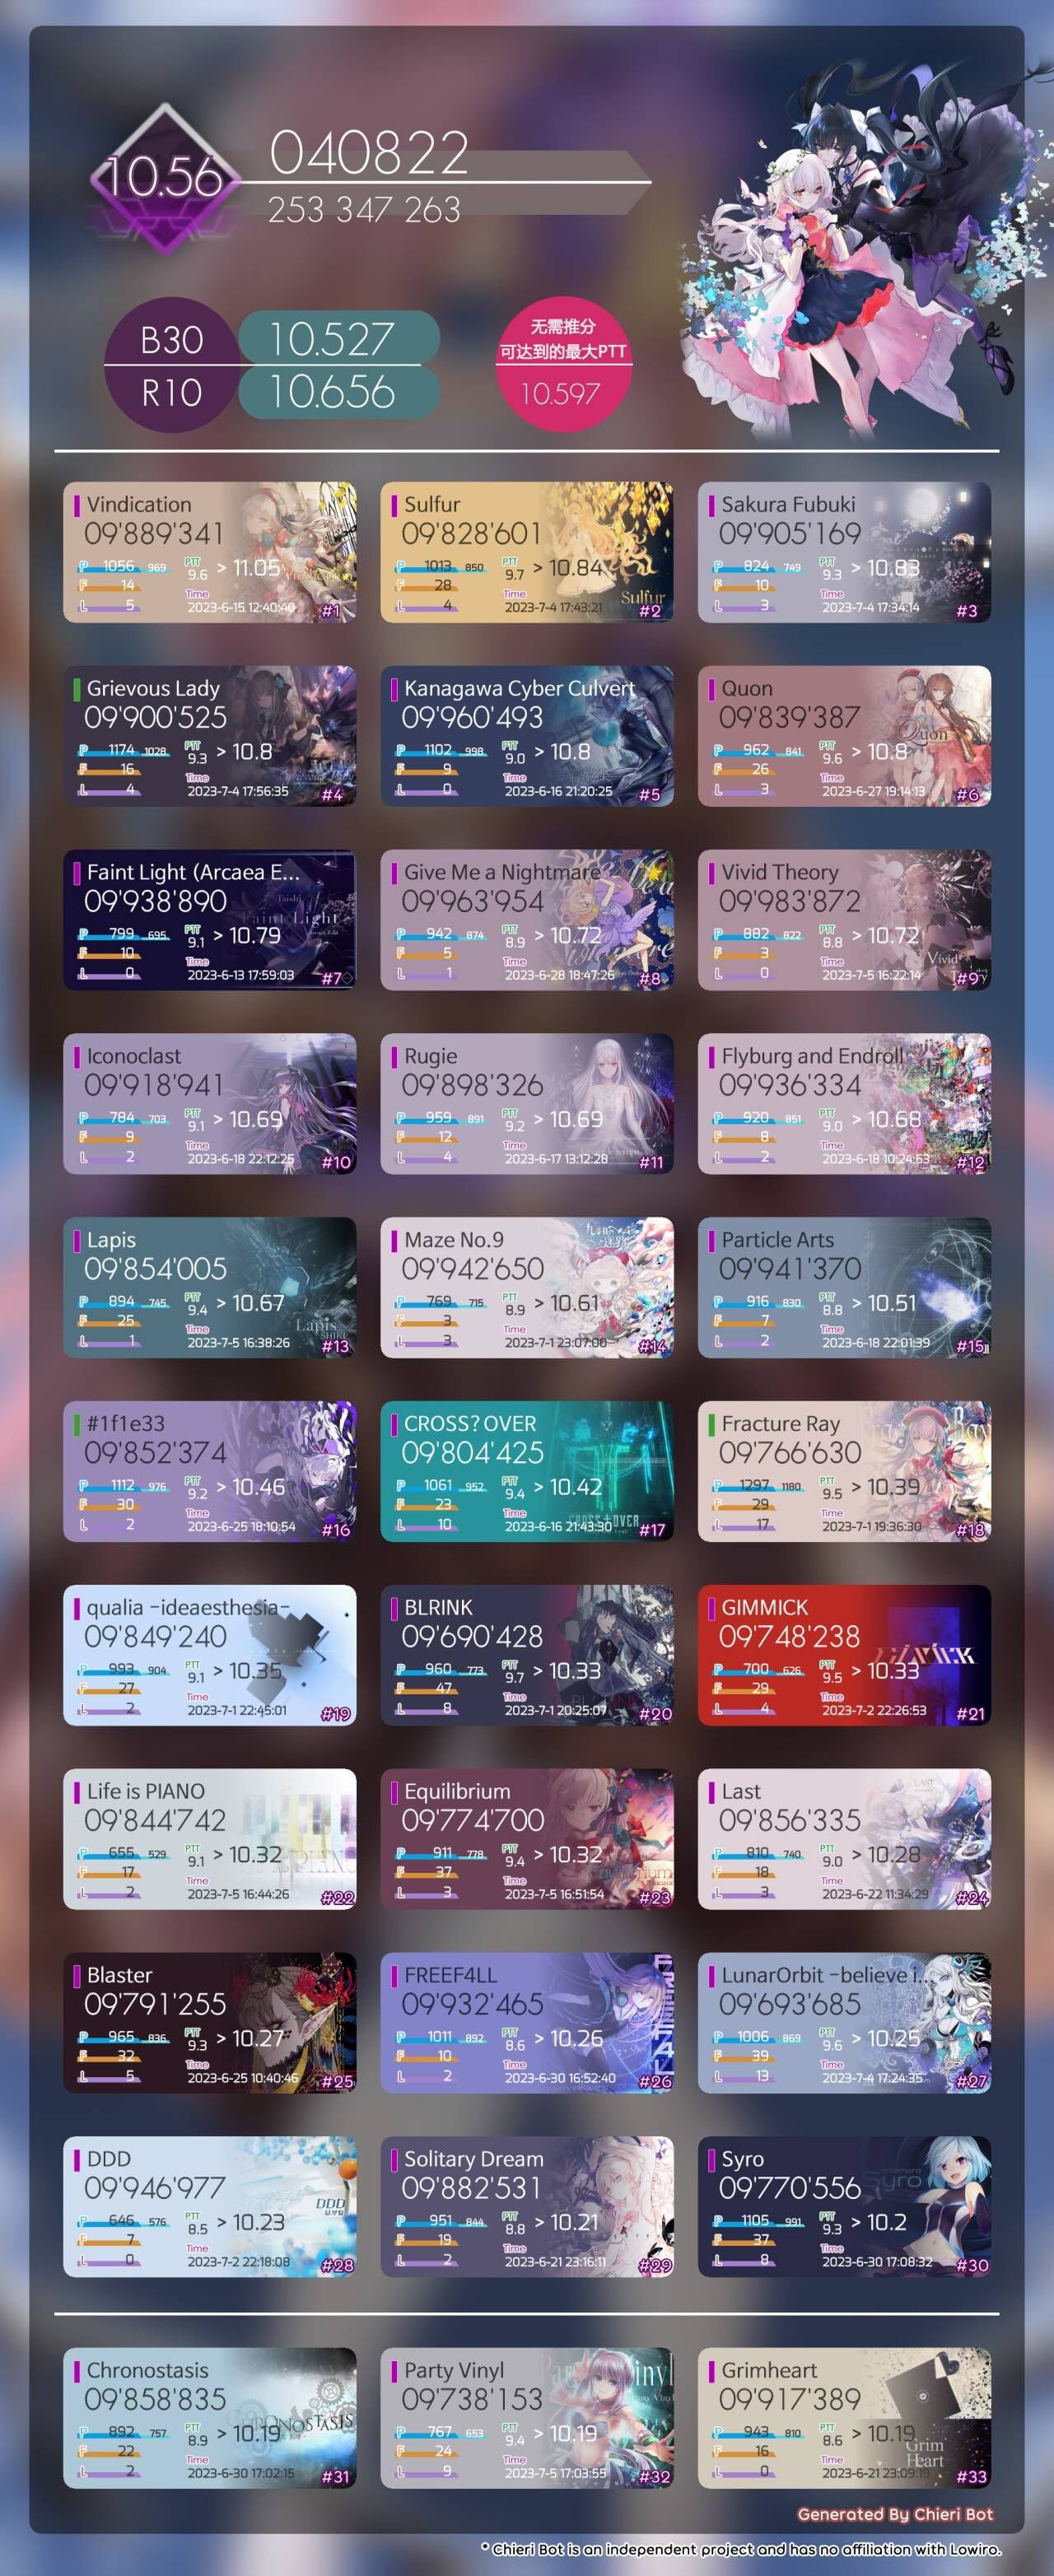 10.56
040822
253 347 263
B30 10.527
R10 10.656
无需推分
可达到的最大PTT
10.597
Vindication
09'889'341
P 1056 969 PTT 9.6 > 11.05
F 14
L 5 Time 2023-6-15 12:40:40 #1
Sulfur
09'828'601
P 1013 850 PTT 9.7 > 10.84
F 28
L 4 Time 2023-7-4 17:43:21 #2
Sulfur
Sakura Fubuki
09'905'169
P 824 749 PTT 9.3 > 10.83
F 10
L 3 Time 2023-7-4 17:34:14 #3
Grievous Lady
09'900'525
P 1174 1028 PTT 9.3 > 10.8
F 16
L 4 Time 2023-7-4 17:56:35 #4
Kanagawa Cyber Culvert
09'960'493
P 1102 998 PTT 9.0 > 10.8
F 9
L 0 Time 2023-6-16 21:20:25 #5
Quon
09'839'387
P 962 841 PTT 9.6 > 10.8
F 26
L 3 Time 2023-6-27 19:14:13 #6
Quon
Faint Light (Arcaea E...
09'938'890
P 799 695 PTT 9.1 > 10.79
F 10
L 0 Time 2023-6-13 17:59:03 #7
Faint Light
Give Me a Nightmare
09'963'954
P 942 874 PTT 8.9 > 10.72
F 5
L 1 Time 2023-6-28 18:47:26 #8
Vivid Theory
09'983'872
P 882 822 PTT 8.8 > 10.72
F 3
L 0 Time 2023-7-5 16:22:14 #9
Vivid
Iconoclast
09'918'941
P 784 703 PTT 9.1 > 10.69
F 9
L 2 Time 2023-6-18 22:12:25 #10
Rugie
09'898'326
P 959 891 PTT 9.2 > 10.69
F 12
L 4 Time 2023-6-17 13:12:28 #11
Flyburg and Endroll
09'936'334
P 920 851 PTT 9.0 > 10.68
F 8
L 2 Time 2023-6-18 10:24:53 #12
Lapis
09'854'005
P 894 745 PTT 9.4 > 10.67
F 25
L 1 Time 2023-7-5 16:38:26 #13
Lapis
Maze No.9
09'942'650
P 769 715 PTT 8.9 > 10.61
F 3
L 3 Time 2023-7-1 23:07:00 #14
Particle Arts
09'941'370
P 916 830 PTT 8.8 > 10.51
F 7
L 2 Time 2023-6-18 22:01:39 #15
#1f1e33
09'852'374
P 1112 976 PTT 9.2 > 10.46
F 30
L 2 Time 2023-6-25 18:10:54 #16
CROSS?OVER
09'804'425
P 1061 952 PTT 9.4 > 10.42
F 23
L 10 Time 2023-6-16 21:43:30 #17
Fracture Ray
09'766'630
P 1297 1180 PTT 9.5 > 10.39
F 29
L 17 Time 2023-7-1 19:36:30 #18
qualia -ideaesthesia-
09'849'240
P 993 904 PTT 9.1 > 10.35
F 27
L 2 Time 2023-7-1 22:45:01 #19
BLRINK
09'690'428
P 960 773 PTT 9.7 > 10.33
F 47
L 8 Time 2023-7-1 20:25:07 #20
GIMMICK
09'748'238
P 700 626 PTT 9.5 > 10.33
F 29
L 4 Time 2023-7-2 22:26:53 #21
Life is PIANO
09'844'742
P 655 529 PTT 9.1 > 10.32
F 17
L 2 Time 2023-7-5 16:44:26 #22
Equilibrium
09'774'700
P 911 778 PTT 9.4 > 10.32
F 37
L 3 Time 2023-7-5 16:51:54 #23
Last
09'856'335
P 810 740 PTT 9.0 > 10.28
F 18
L 3 Time 2023-6-22 11:34:29 #24
Blaster
09'791'255
P 965 836 PTT 9.3 > 10.27
F 32
L 5 Time 2023-6-25 10:40:46 #25
FREEF4LL
09'932'465
P 1011 892 PTT 8.6 > 10.26
F 10
L 2 Time 2023-6-30 16:52:40 #26
LunarOrbit -believe i...
09'693'685
P 1006 869 PTT 9.6 > 10.25
F 39
L 13 Time 2023-7-4 17:24:35 #27
DDD
09'946'977
P 646 576 PTT 8.5 > 10.23
F 7
L 0 Time 2023-7-2 22:18:08 #28
DDD
Solitary Dream
09'882'531
P 951 844 PTT 8.8 > 10.21
F 19
L 2 Time 2023-6-21 23:16:11 #29
Syro
09'770'556
P 1105 991 PTT 9.3 > 10.2
F 37
L 8 Time 2023-6-30 17:08:32 #30
Syro
Chronostasis
09'858'835
P 892 757 PTT 8.9 > 10.19
F 22
L 2 Time 2023-6-30 17:02:15 #31
Party Vinyl
09'738'153
P 767 653 PTT 9.4 > 10.19
F 24
L 9 Time 2023-7-5 17:03:55 #32
Grimheart
09'917'389
P 943 810 PTT 8.6 > 10.19
F 16
L 0 Time 2023-6-21 #33
Grim
Heart
Generated By Chieri Bot
* Chieri Bot is an independent project and has no affiliation with Lowiro.